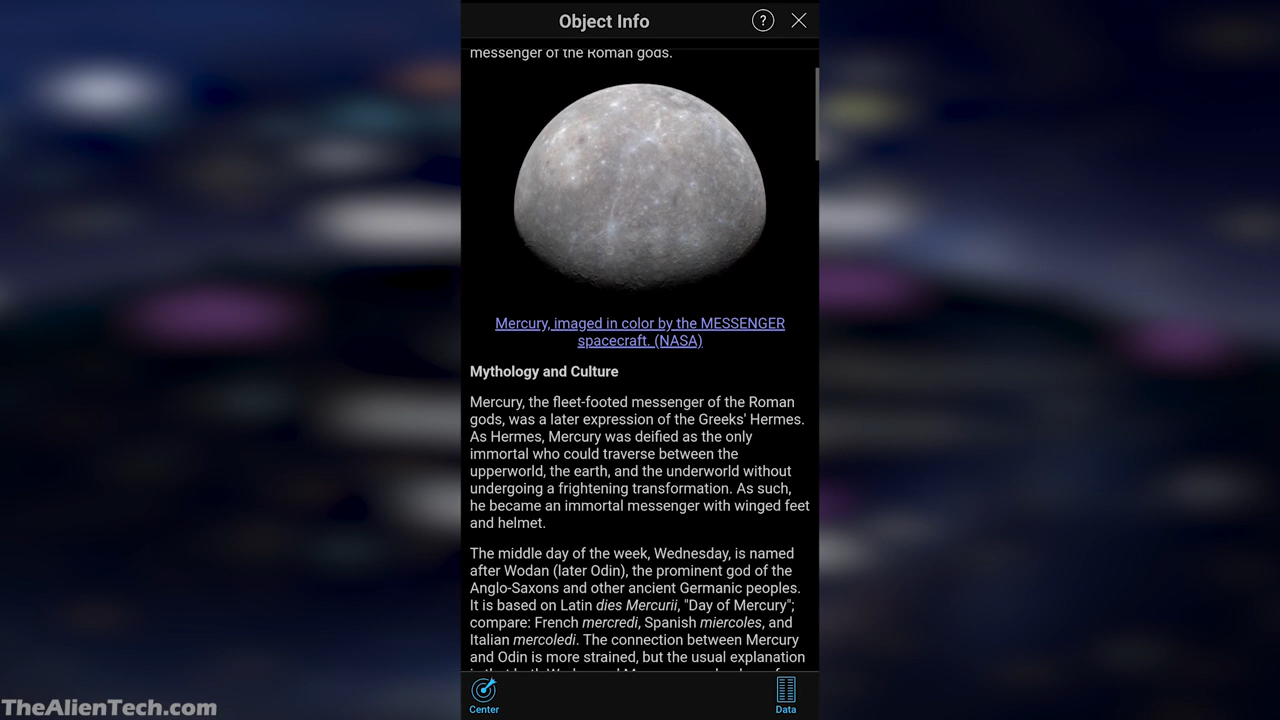 Object Info
?
messenger of the Roman gods.
Mercury, imaged in color by the MESSENGER
spacecraft. (NASA)
Mythology and Culture
Mercury, the fleet-footed messenger of the Roman
gods, was a later expression of the Greeks' Hermes.
As Hermes, Mercury was deified as the only
immortal who could traverse between the
upperworld, the earth, and the underworld without
undergoing a frightening transformation. As such,
he became an immortal messenger with winged feet
and helmet.
The middle day of the week, Wednesday, is named
after Wodan (later Odin), the prominent god of the
Anglo-Saxons and other ancient Germanic peoples.
It is based on Latin dies Mercurii, "Day of Mercury";
compare: French mercredi, Spanish miercoles, and
Italian mercoledi. The connection between Mercury
and Odin is more strained, but the usual explanation
Center
Data
TheAlienTech.com